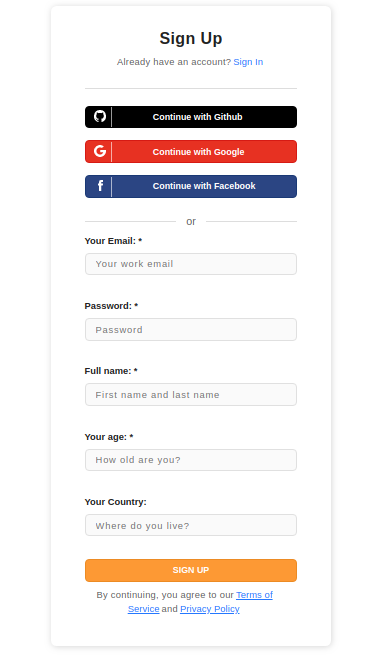 Sign Up
Already have an account? Sign In
Continue with Github
Continue with Google
Continue with Facebook
or
Your Email: *
Your work email
Password: *
Password
Full name: *
First name and last name
Your age: *
How old are you?
Your Country:
Where do you live?
SIGN UP
By continuing, you agree to our Terms of
Service and Privacy Policy